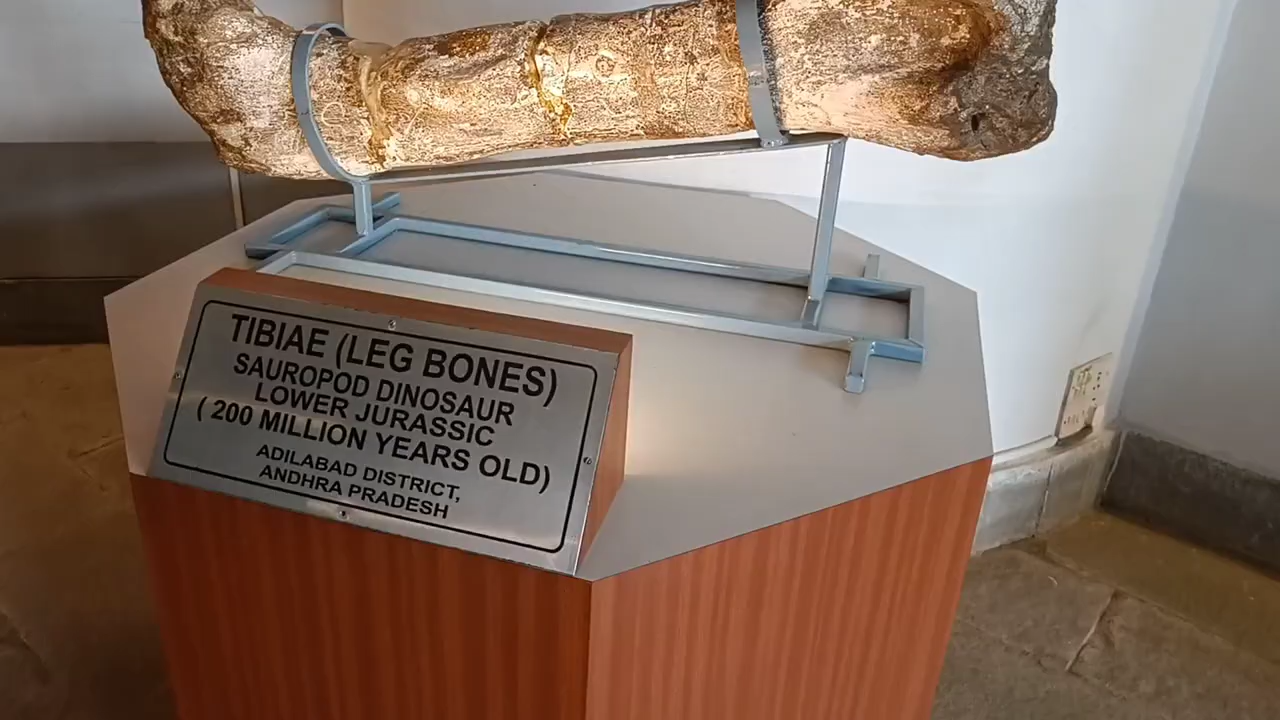 TIBIAE (LEG BONES)
SAUROPOD DINOSAUR
LOWER JURASSIC
( 200 MILLION YEARS OLD)
ADILABAD DISTRICT,
ANDHRA PRADESH